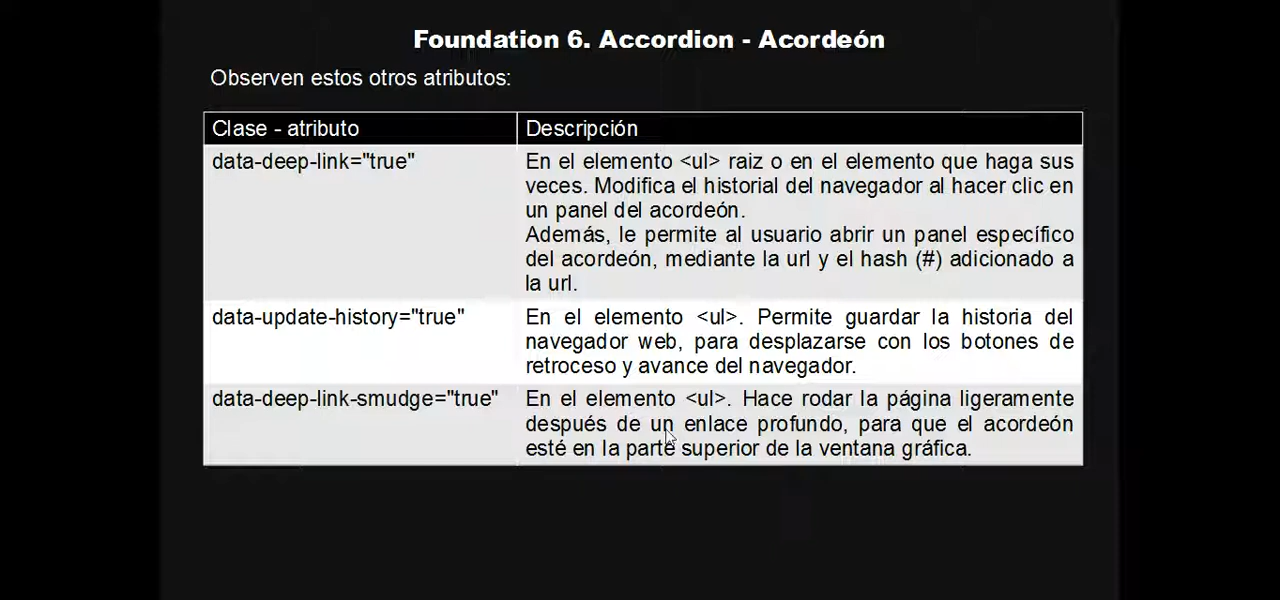 Foundation 6. Accordion - Acordeón
Observen estos otros atributos:
Clase - atributo
Descripción
data-deep-link="true"
En el elemento <ul> raiz o en el elemento que haga sus
veces. Modifica el historial del navegador al hacer clic en
un panel del acordeón.
Además, le permite al usuario abrir un panel específico
del acordeón, mediante la url y el hash (#) adicionado a
la url.
data-update-history="true"
En el elemento <ul>. Permite guardar la historia del
navegador web, para desplazarse con los botones de
retroceso y avance del navegador.
data-deep-link-smudge="true"
En el elemento <ul>. Hace rodar la página ligeramente
después de un enlace profundo, para que el acordeón
esté en la parte superior de la ventana gráfica.